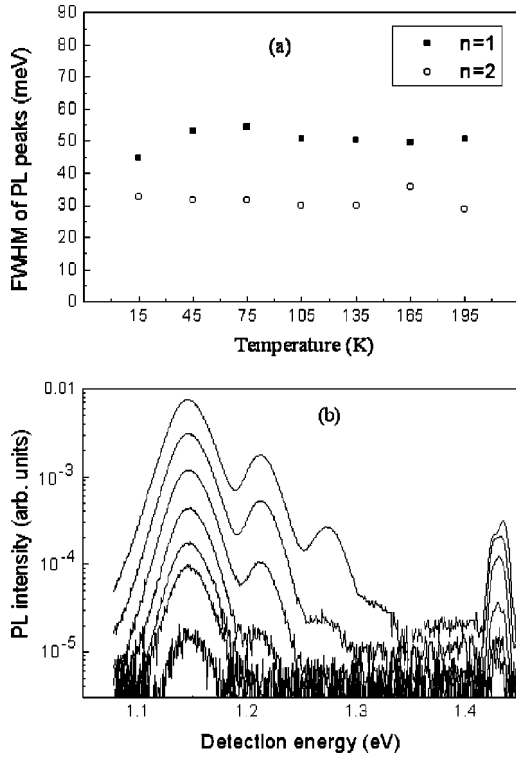 90
80
70
60
50
40
30
20
10
0
FWHM of PL peaks (meV)
(a)
n=1
n=2
15 45 75 105 135 165 195
Temperature (K)
0.01
10⁻³
10⁻⁴
10⁻⁵
PL intensity (arb. units)
(b)
1.1 1.2 1.3 1.4
Detection energy (eV)